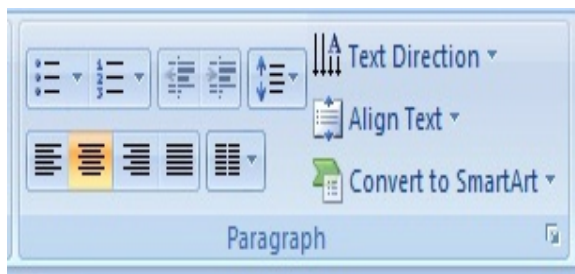 Text Direction
Align Text
Convert to SmartArt
Paragraph